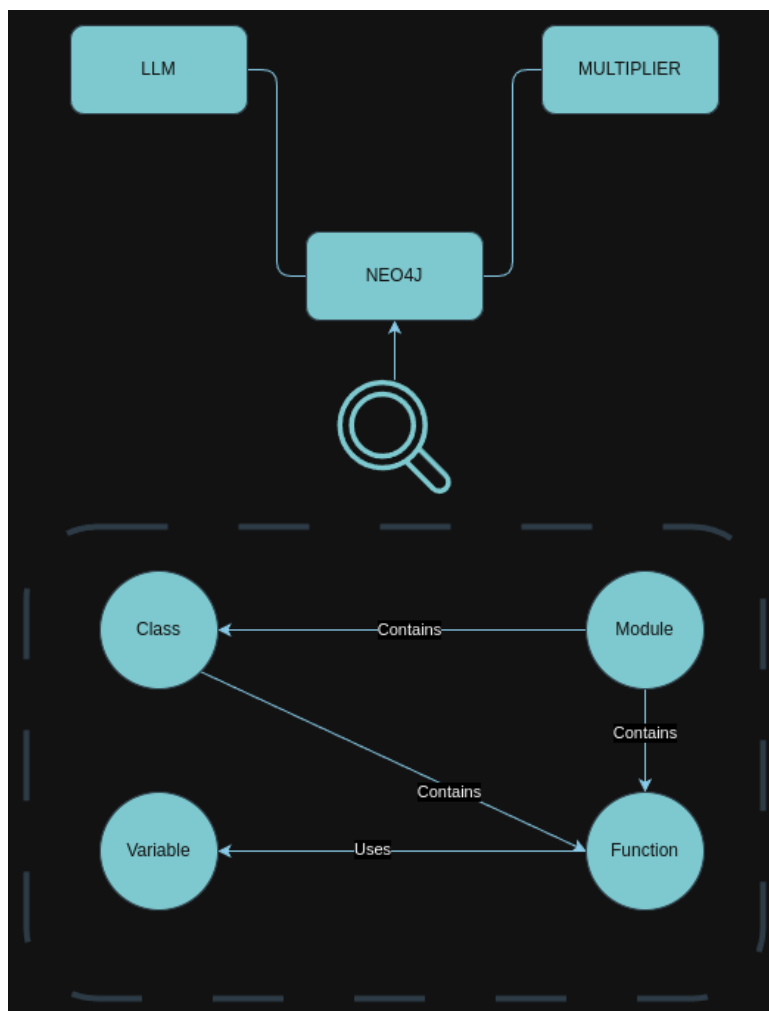 LLM
MULTIPLIER
NEO4J
Class
Contains
Module
Contains
Contains
Variable
Uses
Function